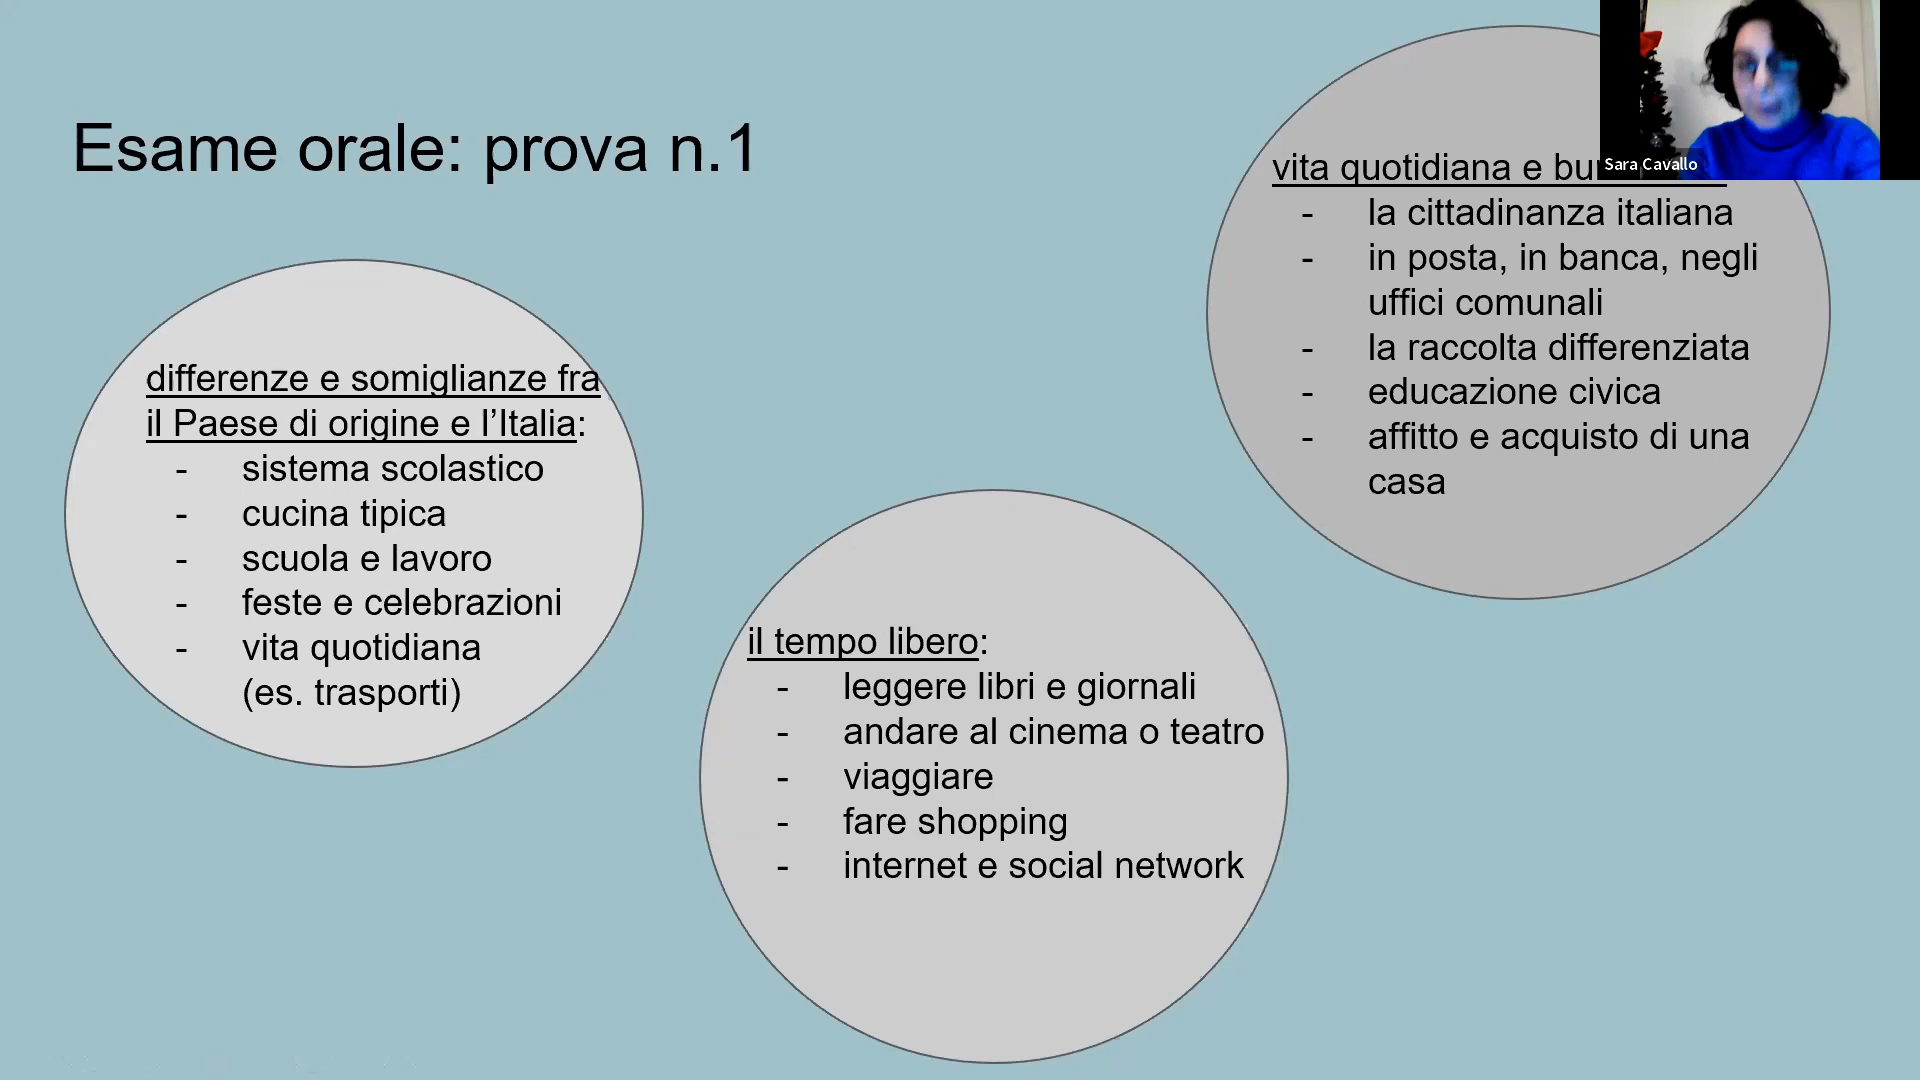 Esame orale: prova n.1
differenze e somiglianze fra
il Paese di origine e l’Italia:
- sistema scolastico
- cucina tipica
- scuola e lavoro
- feste e celebrazioni
- vita quotidiana
(es. trasporti)
il tempo libero:
- leggere libri e giornali
- andare al cinema o teatro
- viaggiare
- fare shopping
- internet e social network
vita quotidiana e
- la cittadinanza italiana
- in posta, in banca, negli
uffici comunali
- la raccolta differenziata
- educazione civica
- affitto e acquisto di una
casa
Sara Cavallo